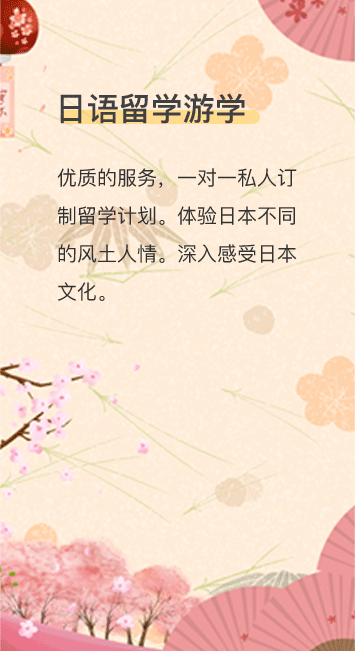 日语留学游学
优质的服务，一对一私人订
制留学计划。体验日本不同
的风土人情。深入感受日本
文化。